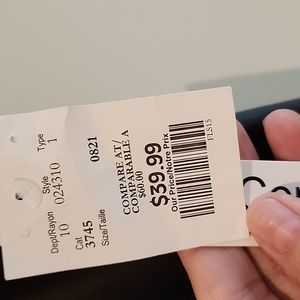 Dept/Rayon Style Type
10 024310 1
Cat
3745 0821
Size/Taille
COMPARE AT/
COMPARABLE A
$60.00
$39.99
Our Price/Notre Prix
FLS15